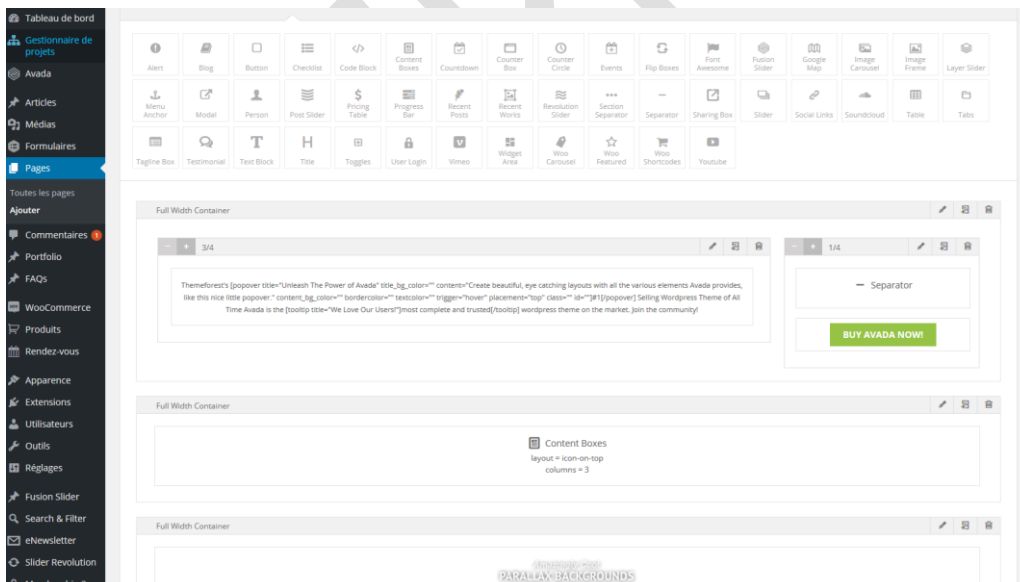 Tableau de bord
Gestionnaire de
projets
Avada
Articles
Médias
Formulaires
Pages
Toutes les pages
Ajouter
Commentaires 1
Portfolio
FAQs
WooCommerce
Produits
Rendez-vous
Apparence
Extensions
Utilisateurs
Outils
Réglages
Fusion Slider
Search & Filter
eNewsletter
Slider Revolution
Alert
Blog
Button
Checklist
Code Block
Content
Boxes
Countdown
Counter
Box
Counter
Circle
Events
Flip Boxes
Font
Awesome
Fusion
Slider
Google
Map
Image
Carousel
Image
Frame
Layer Slider
Menu
Anchor
Modal
Person
Post Slider
Pricing
Table
Progress
Bar
Recent
Posts
Recent
Works
Revolution
Slider
Section
Separator
Separator
Sharing Box
Slider
Social Links
Soundcloud
Table
Tabs
Tagline Box
Testimonial
Text Block
Title
Toggles
User Login
Vimeo
Widget
Area
Woo
Carousel
Woo
Featured
Woo
Shortcodes
Youtube
Full Width Container
- + 3/4
Themeforest's [popover title="Unleash The Power of Avada" title_bg_color="" content="Create beautiful, eye catching layouts with all the various elements Avada provides,
like this nice little popover." content_bg_color="" bordercolor="" textcolor="" trigger="hover" placement="top" class="" id=""]#1[/popover] Selling Wordpress Theme of All
Time Avada is the [tooltip title="We Love Our Users!"]most complete and trusted[/tooltip] wordpress theme on the market. Join the community!
- + 1/4
Separator
BUY AVADA NOW!
Full Width Container
Content Boxes
layout = icon-on-top
columns = 3
Full Width Container
Amazingly Cool
PARALLAX BACKGROUNDS